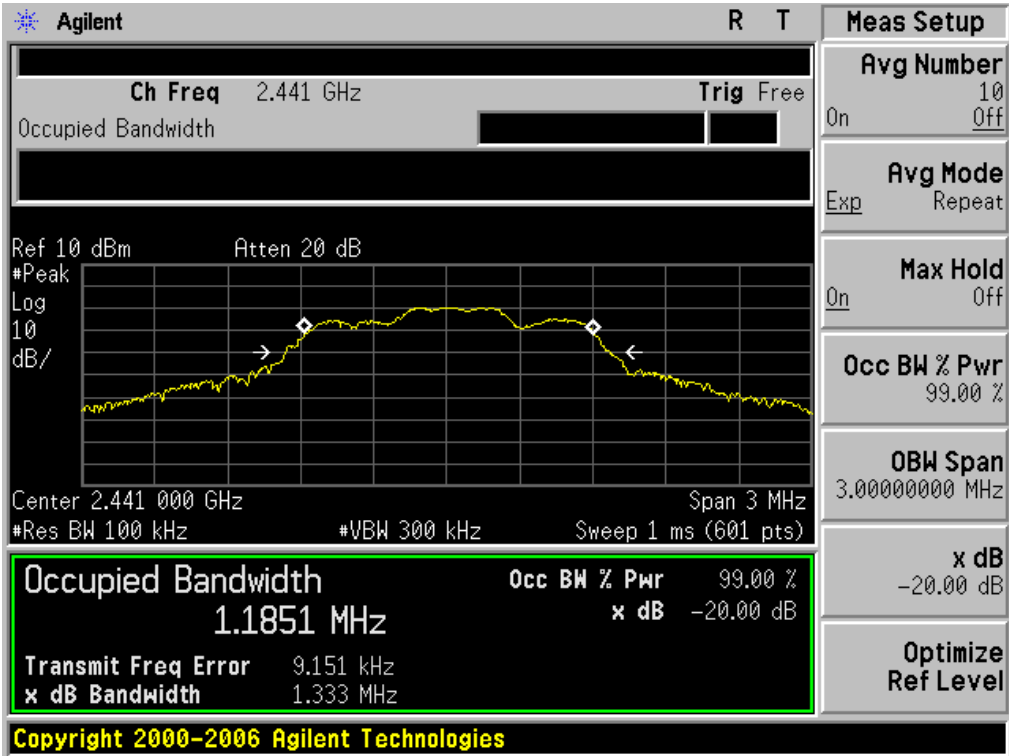 Agilent R T
Ch Freq 2.441 GHz Trig Free
Occupied Bandwidth
Ref 10 dBm Atten 20 dB
#Peak
Log
10
dB/
Center 2.441 000 GHz Span 3 MHz
#Res BW 100 kHz #VBW 300 kHz Sweep 1 ms (601 pts)
Occupied Bandwidth Occ BW % Pwr 99.00 %
1.1851 MHz x dB -20.00 dB
Transmit Freq Error 9.151 kHz
x dB Bandwidth 1.333 MHz
Copyright 2000-2006 Agilent Technologies
Meas Setup
Avg Number
10
On Off
Avg Mode
Exp Repeat
Max Hold
On Off
Occ BW % Pwr
99.00 %
OBW Span
3.00000000 MHz
x dB
-20.00 dB
Optimize
Ref Level